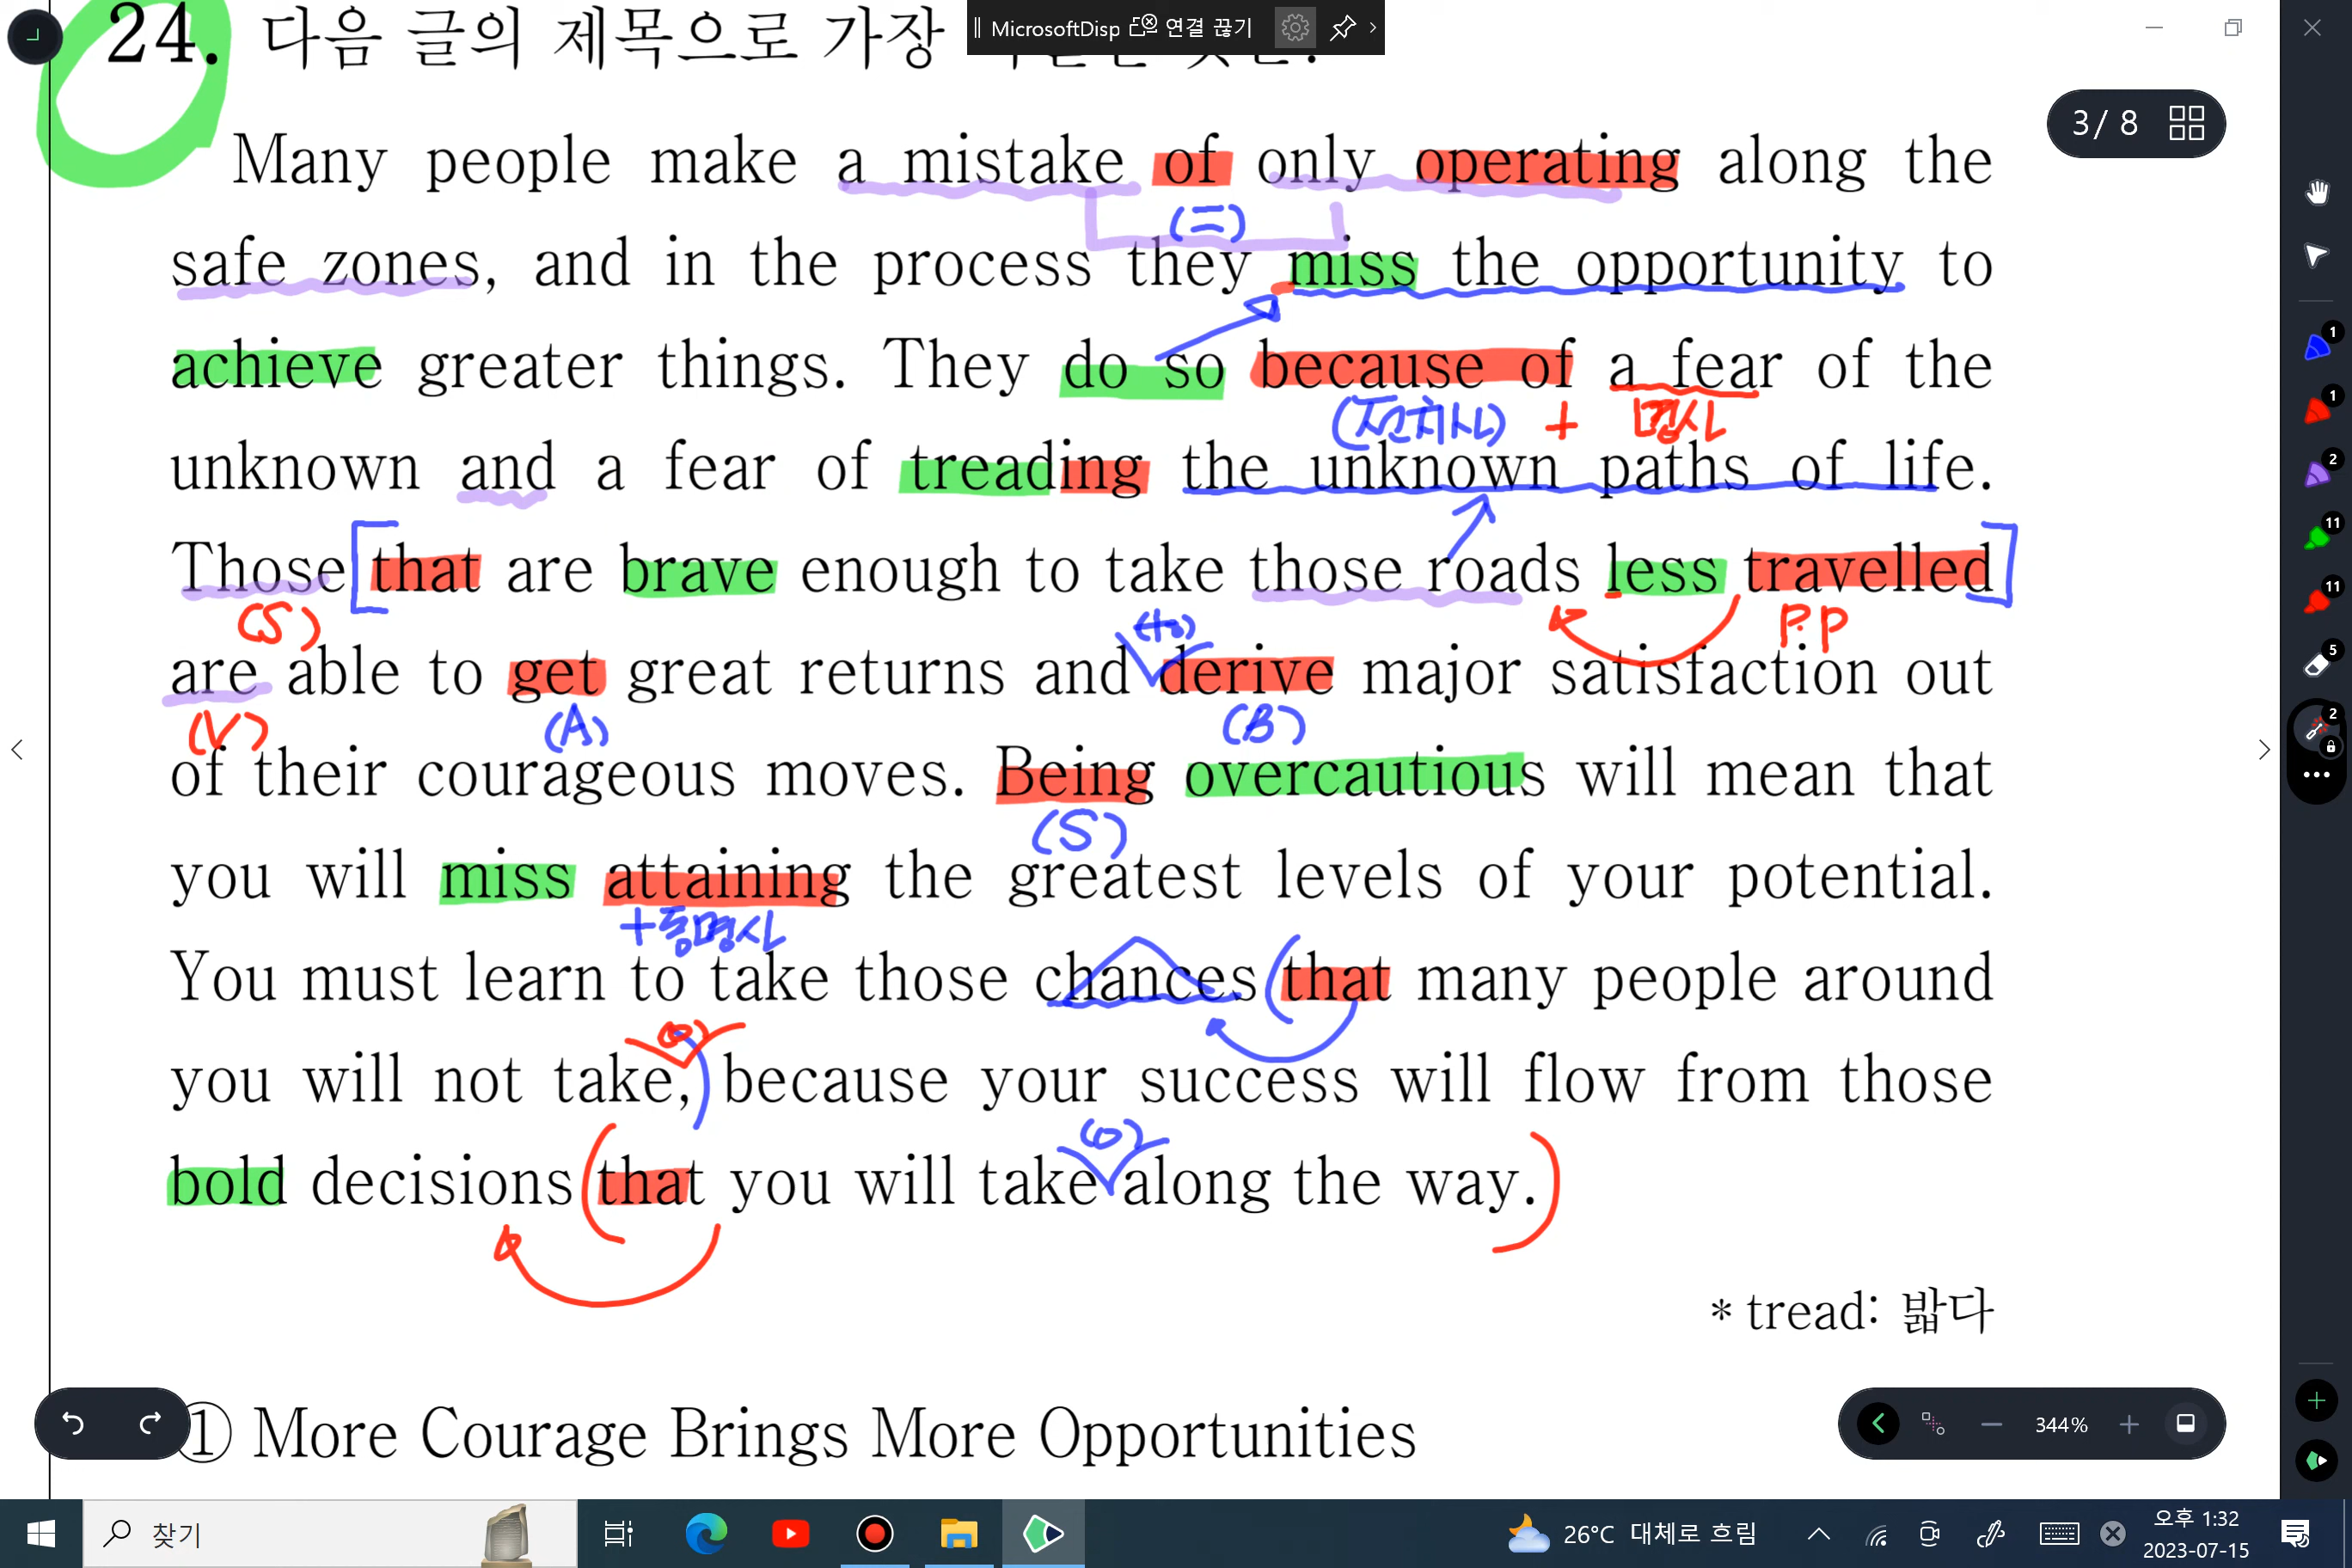 24. 다음 글의 제목으로 가장
MicrosoftDisp 연결 끊기
3/ 8
Many people make a mistake of only operating along the
(=)
safe zones, and in the process they miss the opportunity to
achieve greater things. They do so because of a fear of the
(전치사) + 명사
unknown and a fear of treading the unknown paths of life.
Those [that are brave enough to take those roads less travelled]
(S) (to) P.P
are able to get great returns and derive major satisfaction out
(V) (A) (B)
of their courageous moves. Being overcautious will mean that
(S)
you will miss attaining the greatest levels of your potential.
+동명사
You must learn to take those chances (that many people around
you will not take,) because your success will flow from those
(o)
bold decisions (that you will take along the way.)
* tread: 밟다
① More Courage Brings More Opportunities
344%
찾기
26°C 대체로 흐림
오후 1:32
2023-07-15
1
1
2
11
11
5
2